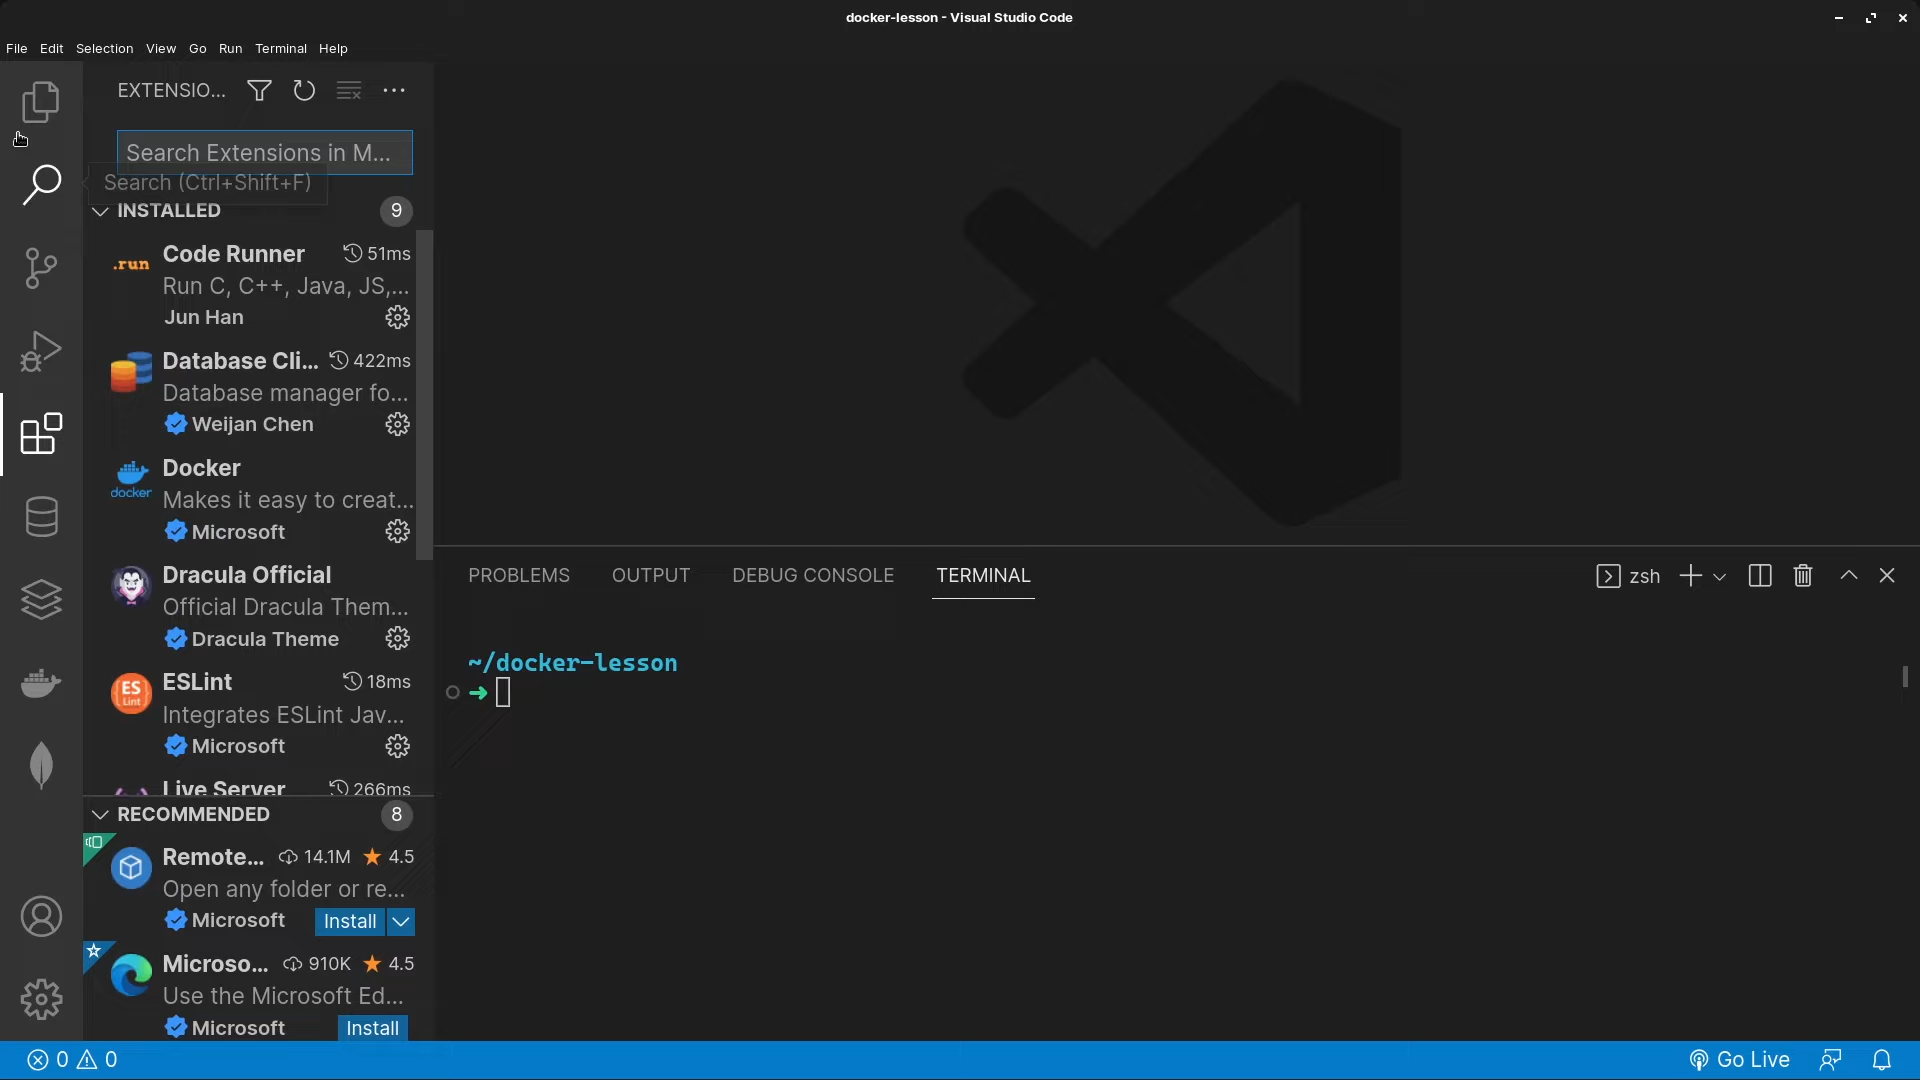 docker-lesson - Visual Studio Code
File Edit Selection View Go Run Terminal Help
EXTENSIO...
Search Extensions in M...
Search (Ctrl+Shift+F)
INSTALLED 9
.run Code Runner 51ms
Run C, C++, Java, JS,...
Jun Han
Database Cli... 422ms
Database manager fo...
Weijan Chen
Docker
docker Makes it easy to creat...
Microsoft
Dracula Official
Official Dracula Them...
Dracula Theme
ES Lint ESLint 18ms
Integrates ESLint Jav...
Microsoft
Live Server 266ms
RECOMMENDED 8
Remote... 14.1M 4.5
Open any folder or re...
Microsoft Install
Microso... 910K 4.5
Use the Microsoft Ed...
Microsoft Install
PROBLEMS OUTPUT DEBUG CONSOLE TERMINAL zsh
~/docker-lesson
0 0 Go Live